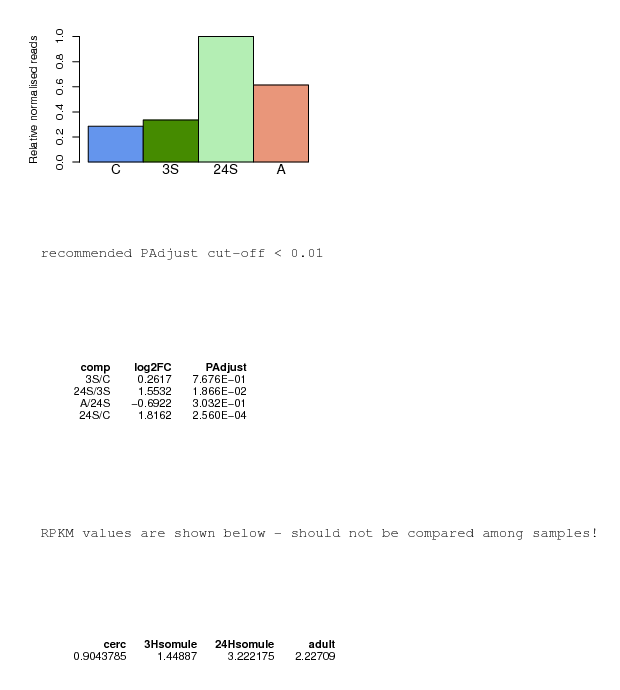 Relative normalised reads
1.0
0.8
0.6
0.4
0.2
0.0
C 3S 24S A
recommended PAdjust cut-off < 0.01
comp log2FC PAdjust
3S/C 0.2617 7.676E-01
24S/3S 1.5532 1.866E-02
A/24S -0.6922 3.032E-01
24S/C 1.8162 2.560E-04
RPKM values are shown below - should not be compared among samples!
cerc 3Hsomule 24Hsomule adult
0.9043785 1.44887 3.222175 2.22709